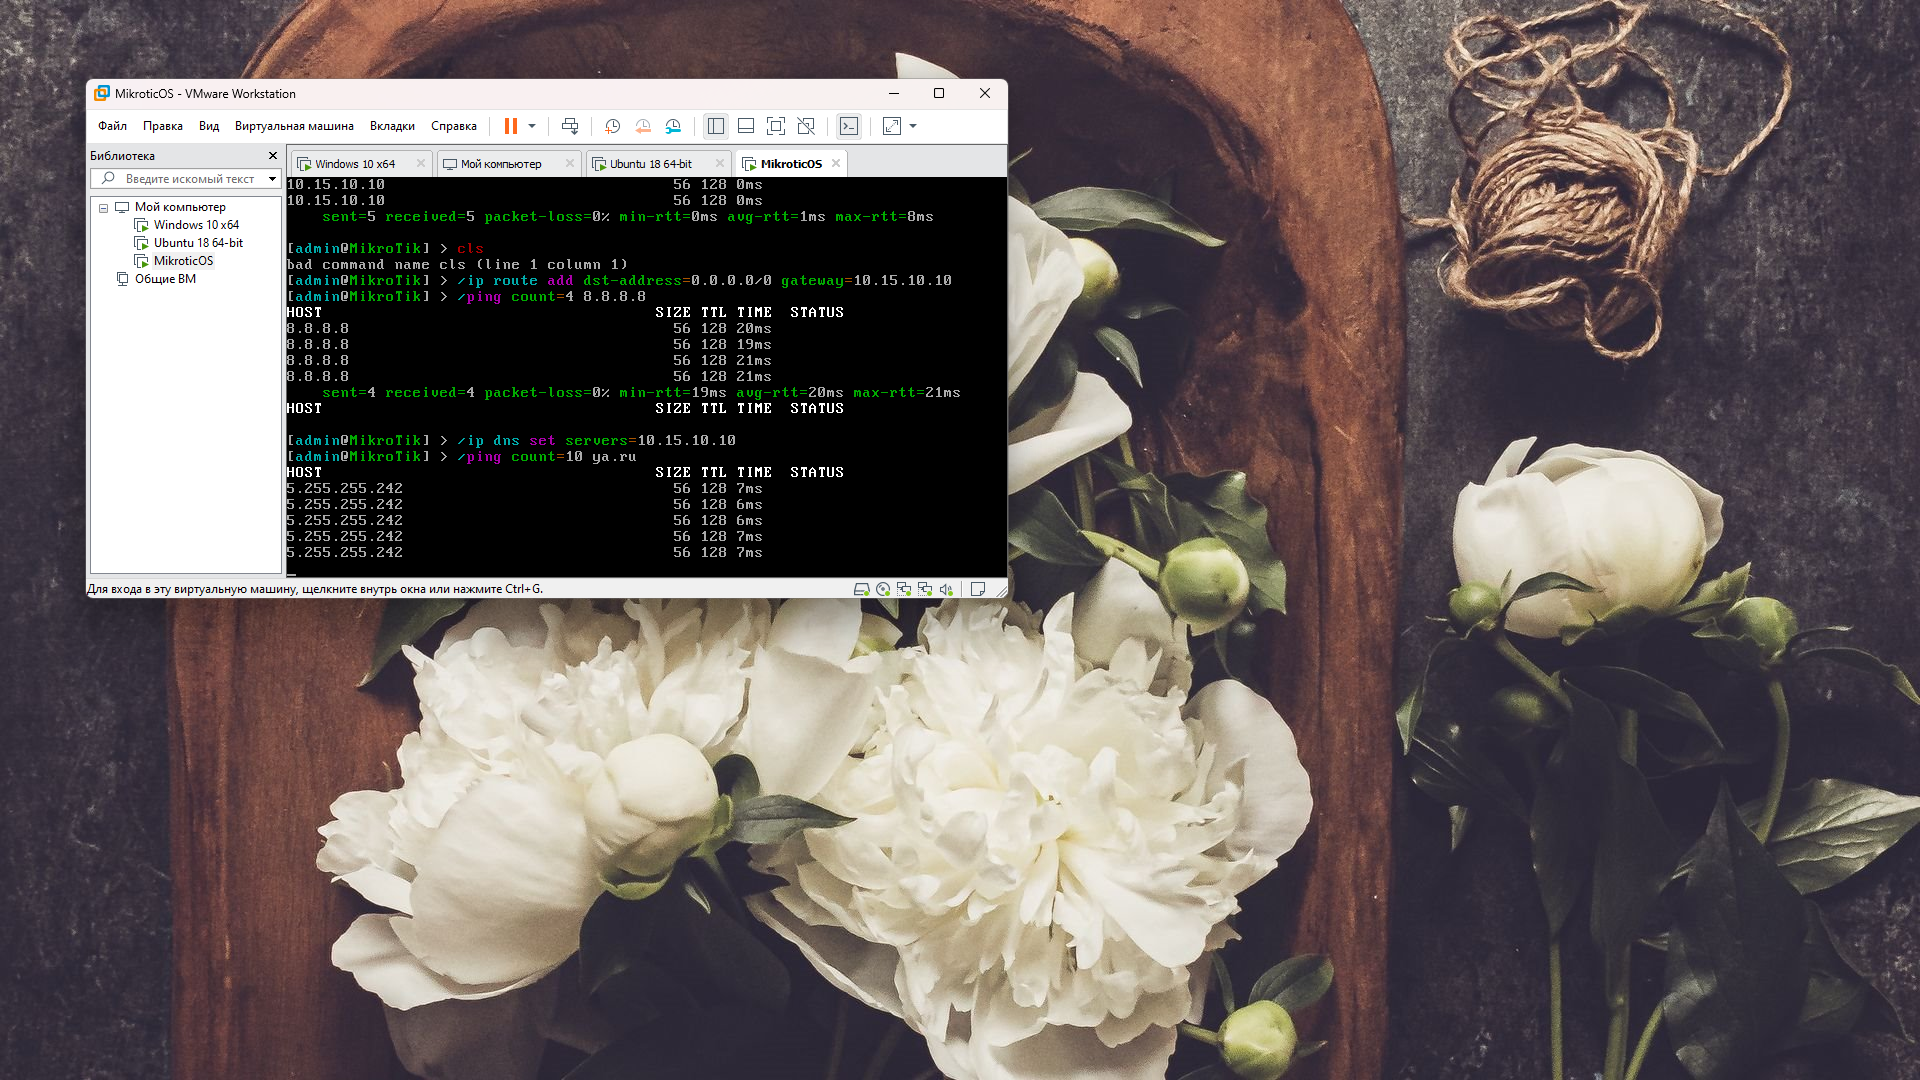 MikroticOS - VMware Workstation
Файл Правка Вид Виртуальная машина Вкладки Справка
Библиотека
Введите искомый текст
Мой компьютер
Windows 10 x64
Ubuntu 18 64-bit
MikroticOS
Общие ВМ
Windows 10 x64 Мой компьютер Ubuntu 18 64-bit MikroticOS
10.15.10.10 56 128 0ms
10.15.10.10 56 128 0ms
sent=5 received=5 packet-loss=0% min-rtt=0ms avg-rtt=1ms max-rtt=8ms
[admin@MikroTik] > cls
bad command name cls (line 1 column 1)
[admin@MikroTik] > /ip route add dst-address=0.0.0.0/0 gateway=10.15.10.10
[admin@MikroTik] > /ping count=4 8.8.8.8
HOST SIZE TTL TIME STATUS
8.8.8.8 56 128 20ms
8.8.8.8 56 128 19ms
8.8.8.8 56 128 21ms
8.8.8.8 56 128 21ms
sent=4 received=4 packet-loss=0% min-rtt=19ms avg-rtt=20ms max-rtt=21ms
HOST SIZE TTL TIME STATUS
[admin@MikroTik] > /ip dns set servers=10.15.10.10
[admin@MikroTik] > /ping count=10 ya.ru
HOST SIZE TTL TIME STATUS
5.255.255.242 56 128 7ms
5.255.255.242 56 128 6ms
5.255.255.242 56 128 6ms
5.255.255.242 56 128 7ms
5.255.255.242 56 128 7ms
Для входа в эту виртуальную машину, щелкните внутрь окна или нажмите Ctrl+G.